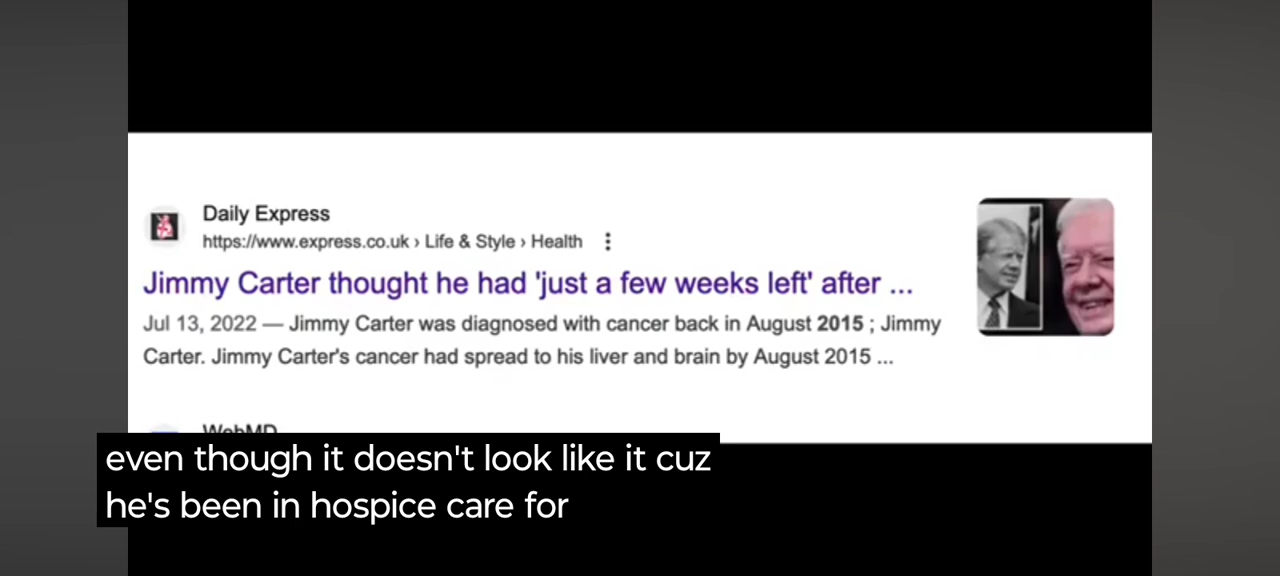 Daily Express
https://www.express.co.uk › Life & Style › Health
Jimmy Carter thought he had 'just a few weeks left' after ...
Jul 13, 2022 — Jimmy Carter was diagnosed with cancer back in August 2015 ; Jimmy
Carter. Jimmy Carter's cancer had spread to his liver and brain by August 2015 ...
WebMD
even though it doesn't look like it cuz
he's been in hospice care for